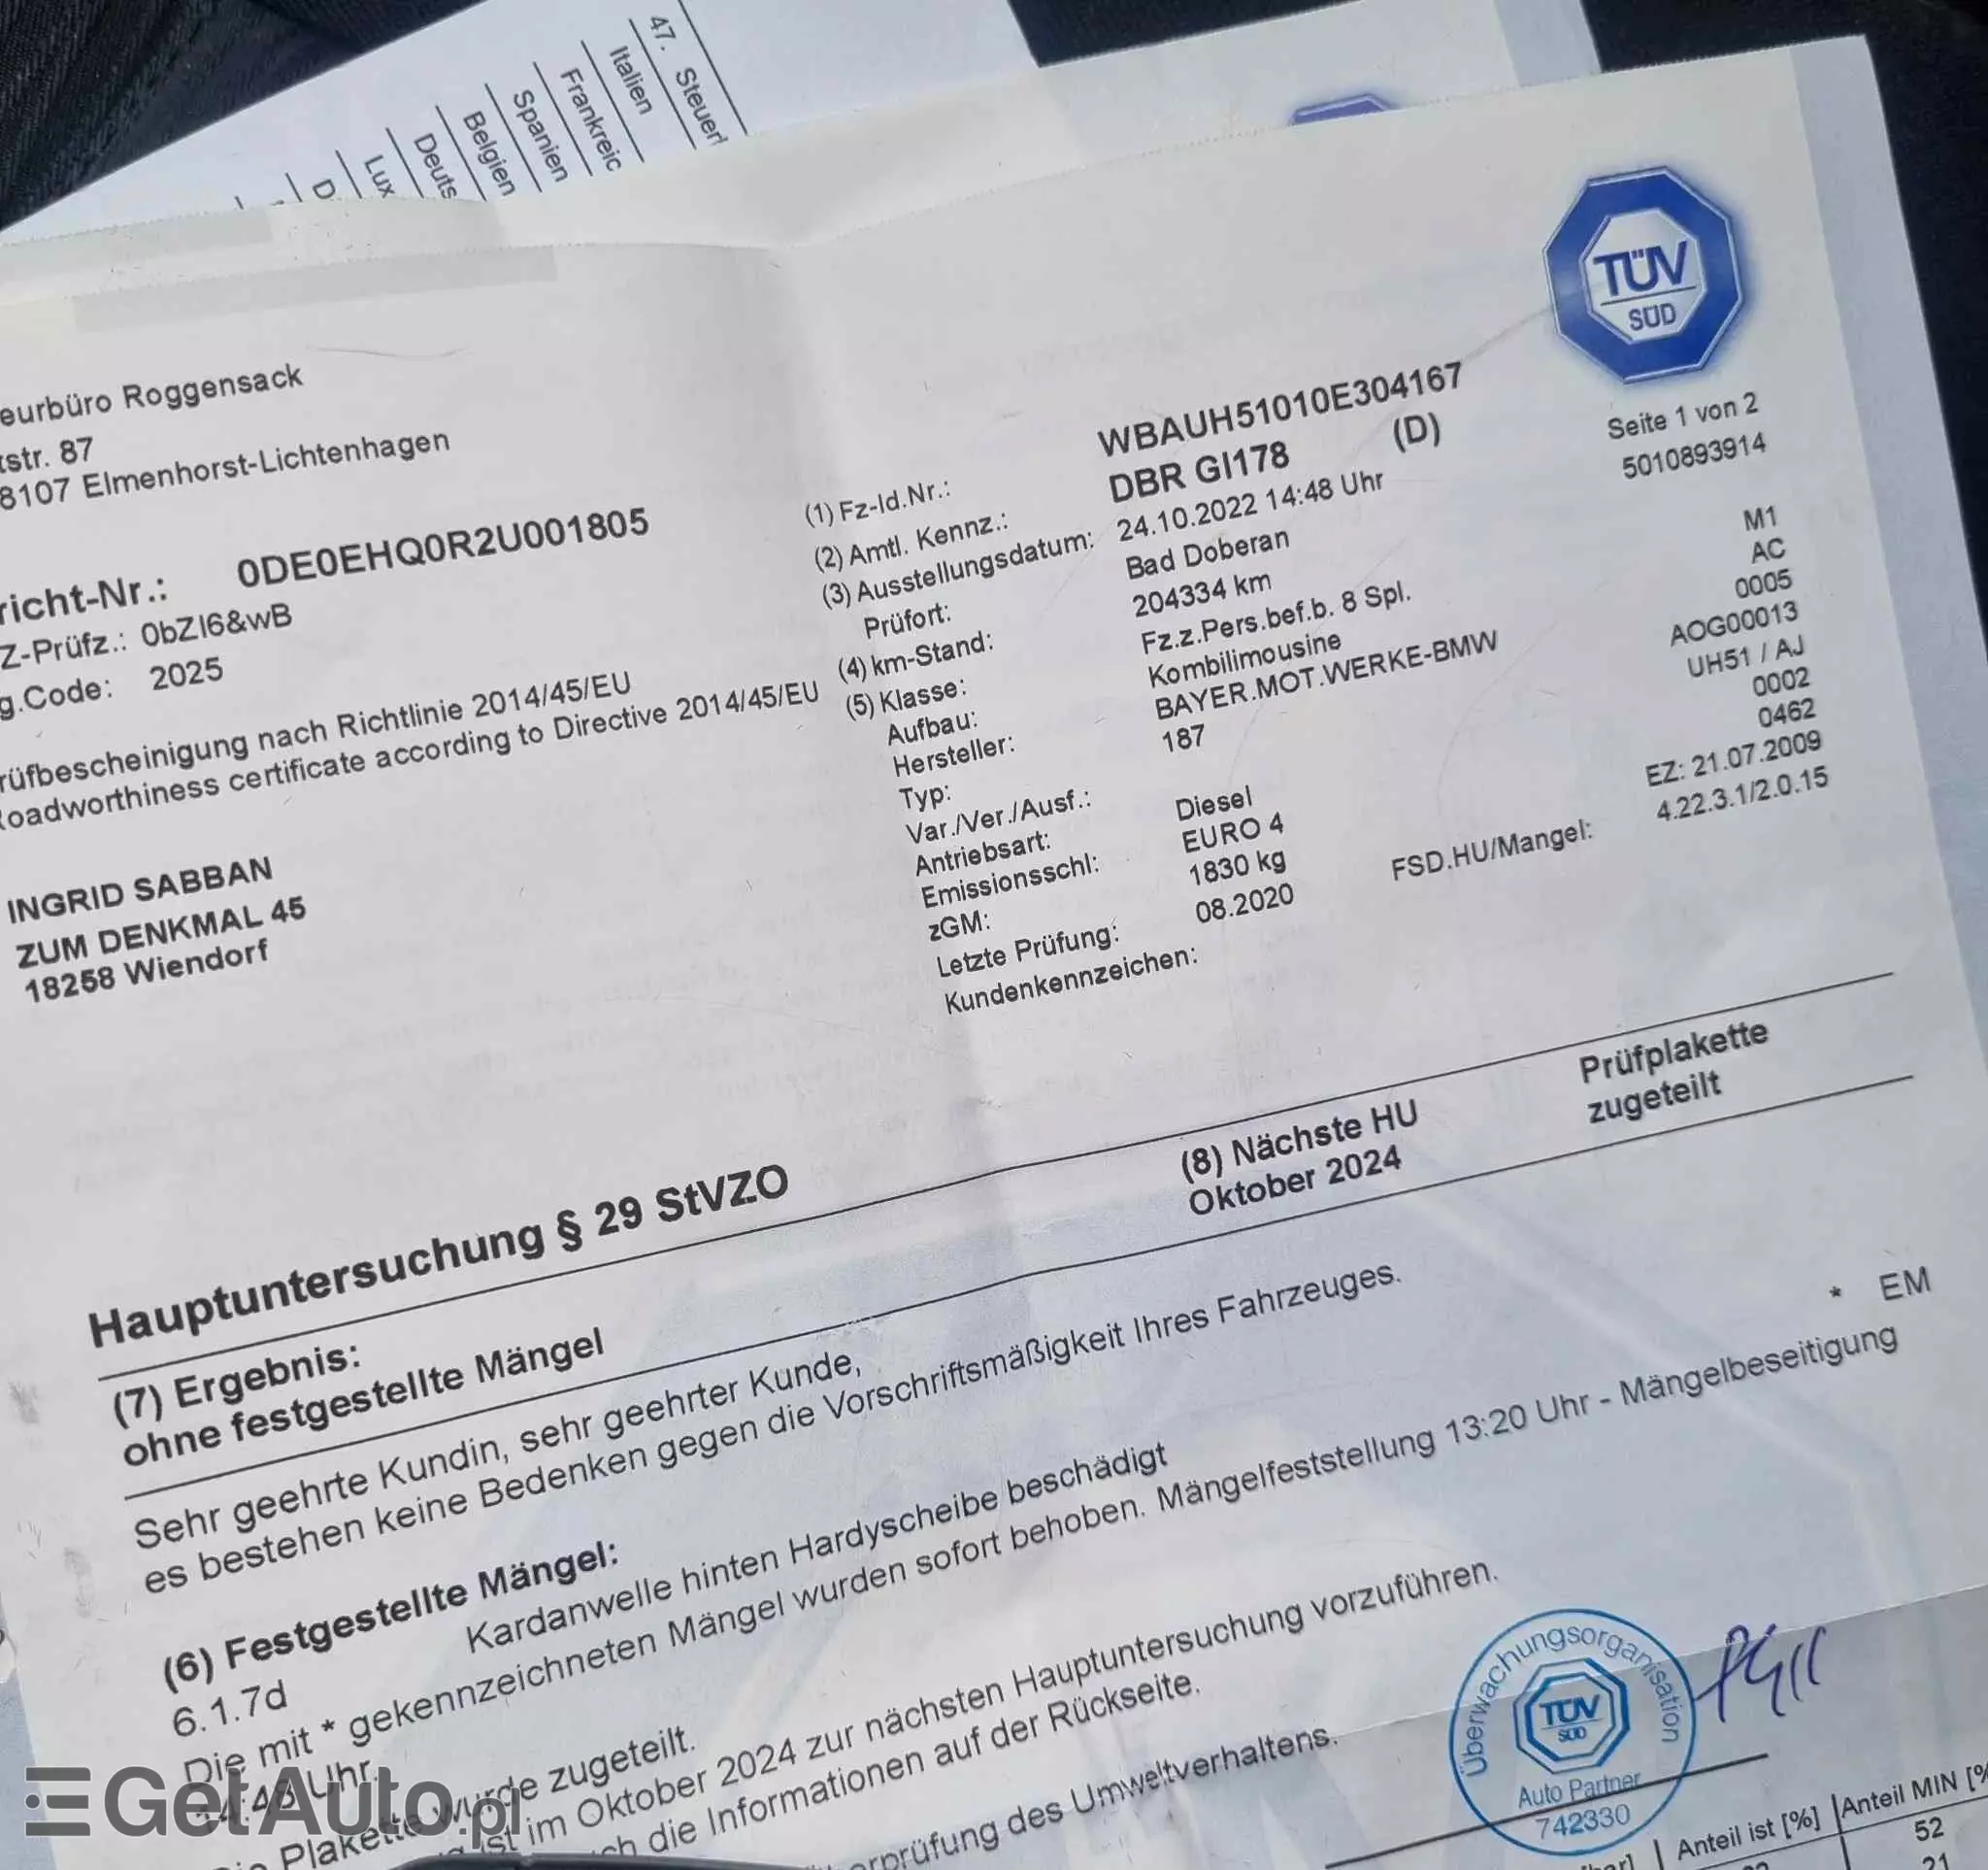 47. Steuer
Italien
Frankreic
Spanien
Belgien
Deuts
Lux
D
TÜV
SÜD
eurbüro Roggensack
tstr. 87
8107 Elmenhorst-Lichtenhagen
richt-Nr.: 0DE0EHQ0R2U001805
Z-Prüfz.: 0bZI6&wB
g.Code: 2025
rüfbescheinigung nach Richtlinie 2014/45/EU
Roadworthiness certificate according to Directive 2014/45/EU
INGRID SABBAN
ZUM DENKMAL 45
18258 Wiendorf
Seite 1 von 2
5010893914
(1) Fz-Id.Nr.: WBAUH51010E304167
(2) Amtl. Kennz.: DBR GI178 (D)
(3) Ausstellungsdatum: 24.10.2022 14:48 Uhr
Prüfort: Bad Doberan
(4) km-Stand: 204334 km
(5) Klasse: Fz.z.Pers.bef.b. 8 Spl. M1
Aufbau: Kombilimousine AC
Hersteller: BAYER.MOT.WERKE-BMW 0005
Typ: 187 AOG00013
Var./Ver./Ausf.: UH51 / AJ
Antriebsart: Diesel 0002
Emissionsschl: EURO 4 0462
zGM: 1830 kg EZ: 21.07.2009
Letzte Prüfung: 08.2020 FSD.HU/Mangel: 4.22.3.1/2.0.15
Kundenkennzeichen:
Hauptuntersuchung § 29 StVZO
(7) Ergebnis:
ohne festgestellte Mängel
(8) Nächste HU
Oktober 2024
Prüfplakette
zugeteilt
Sehr geehrte Kundin, sehr geehrter Kunde,
es bestehen keine Bedenken gegen die Vorschriftsmäßigkeit Ihres Fahrzeuges.
(6) Festgestellte Mängel:
6.1.7d Kardanwelle hinten Hardyscheibe beschädigt * EM
Die mit * gekennzeichneten Mängel wurden sofort behoben. Mängelfeststellung 13:20 Uhr - Mängelbeseitigung
14:48 Uhr.
Plakette wurde zugeteilt.
ist im Oktober 2024 zur nächsten Hauptuntersuchung vorzuführen.
ch die Informationen auf der Rückseite.
erprüfung des Umweltverhaltens.
Überwachungsorganisation
TÜV
SÜD
Auto Partner
742330
Anteil ist [%] Anteil MIN [%
52
21
GetAuto.pl